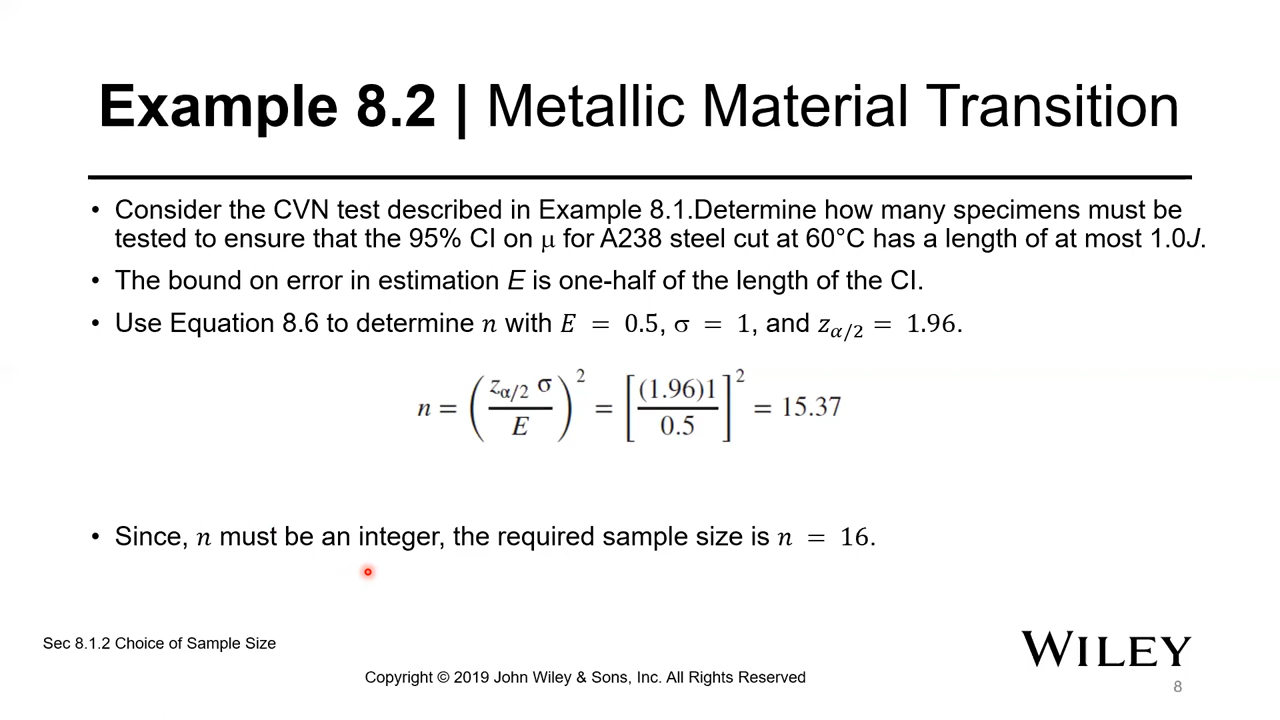 Example 8.2 | Metallic Material Transition
• Consider the CVN test described in Example 8.1.Determine how many specimens must be
tested to ensure that the 95% CI on μ for A238 steel cut at 60°C has a length of at most 1.0J.
• The bound on error in estimation E is one-half of the length of the CI.
• Use Equation 8.6 to determine n with E = 0.5, σ = 1, and z_{α/2} = 1.96.
n = (z_{α/2} σ / E)^2 = [(1.96)1 / 0.5]^2 = 15.37
• Since, n must be an integer, the required sample size is n = 16.
Sec 8.1.2 Choice of Sample Size
WILEY
Copyright © 2019 John Wiley & Sons, Inc. All Rights Reserved
8